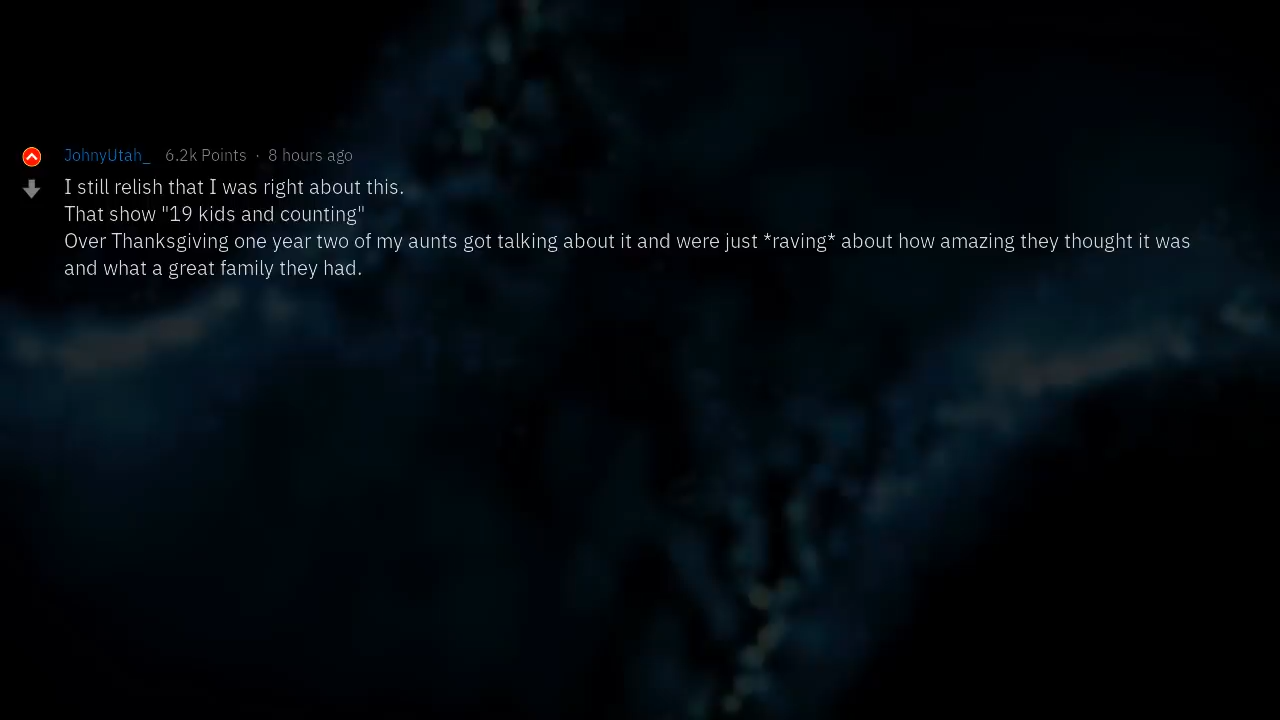 JohnyUtah_ 6.2k Points · 8 hours ago
I still relish that I was right about this.
That show "19 kids and counting"
Over Thanksgiving one year two of my aunts got talking about it and were just *raving* about how amazing they thought it was
and what a great family they had.